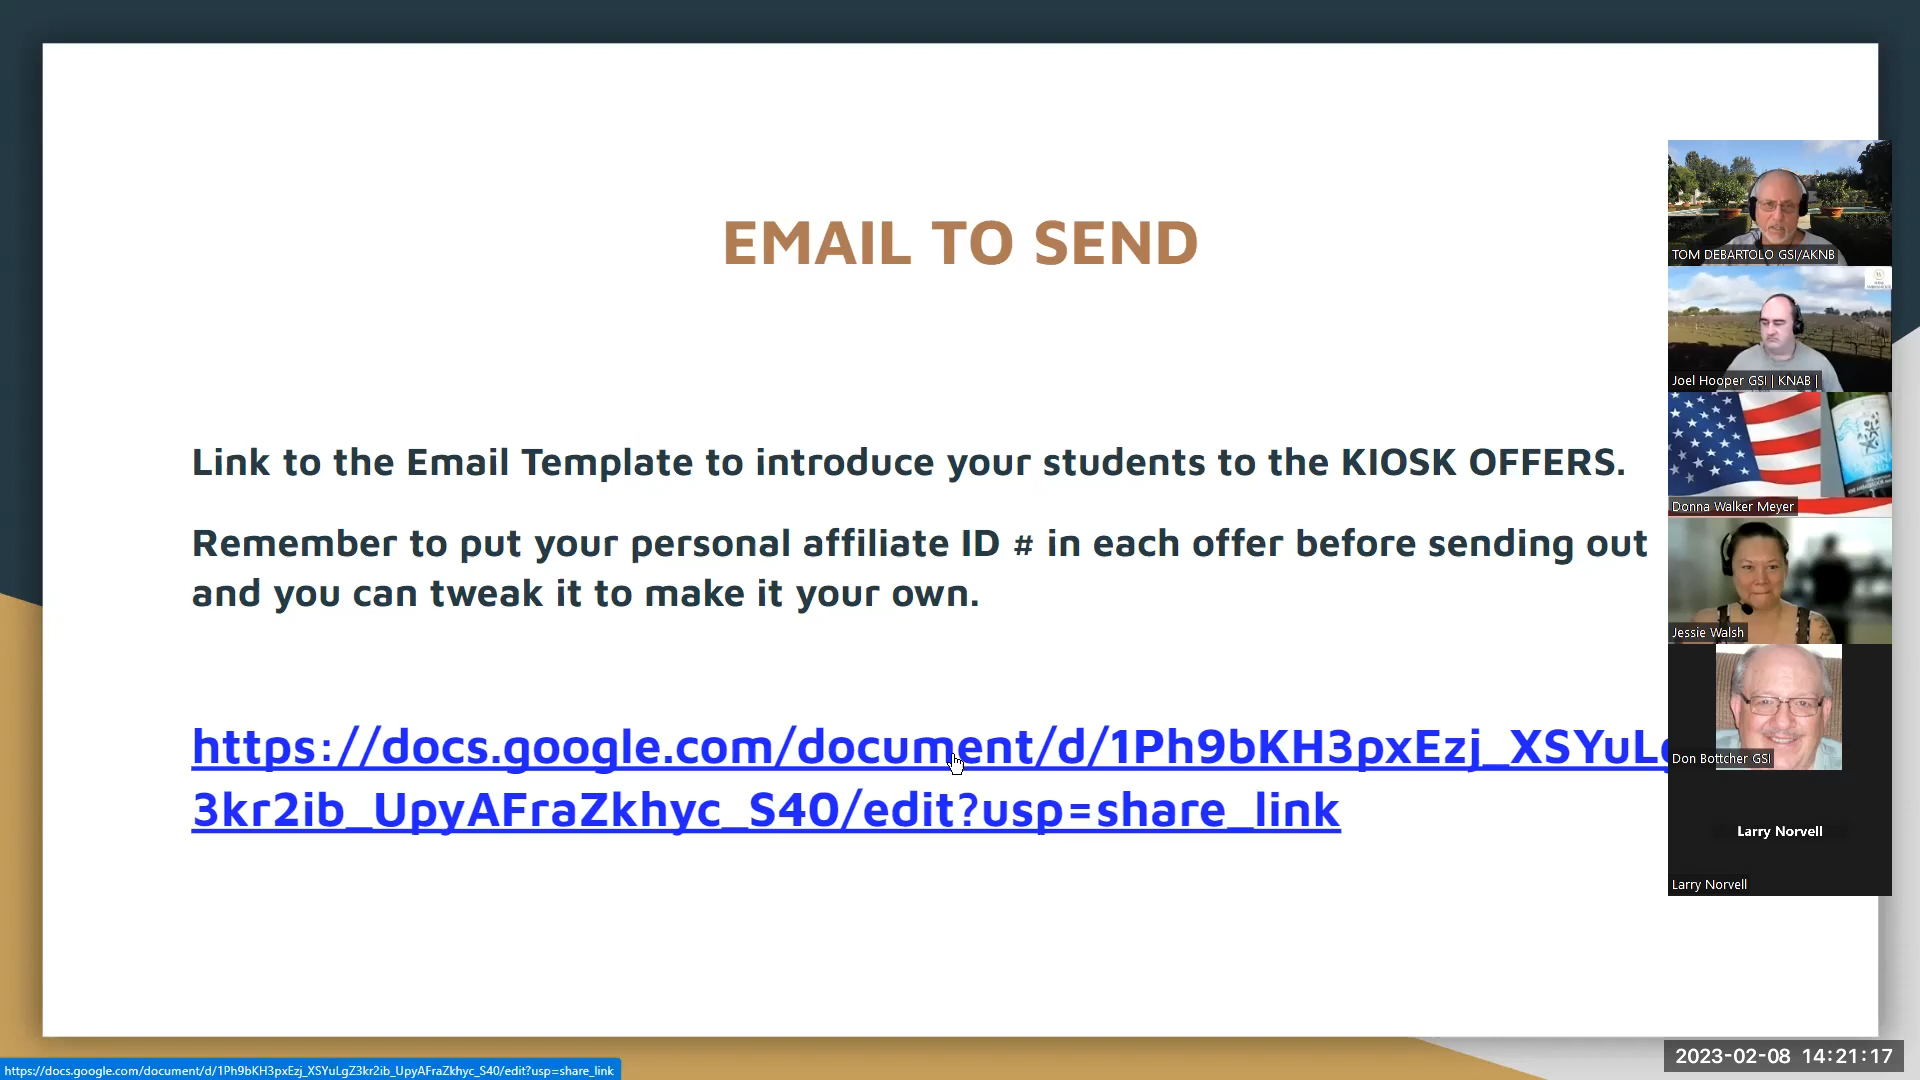 EMAIL TO SEND
Link to the Email Template to introduce your students to the KIOSK OFFERS.
Remember to put your personal affiliate ID # in each offer before sending out
and you can tweak it to make it your own.
https://docs.google.com/document/d/1Ph9bKH3pxEzj_XSYuLg
3kr2ib_UpyAFraZkhyc_S40/edit?usp=share_link
TOM DEBARTOLO GSI/AKNB
Joel Hooper GSI | KNAB |
Donna Walker Meyer
Jessie Walsh
Don Bottcher GSI
Larry Norvell
Larry Norvell
2023-02-08 14:21:17
https://docs.google.com/document/d/1Ph9bKH3pxEzj_XSYuLgZ3kr2ib_UpyAFraZkhyc_S40/edit?usp=share_link